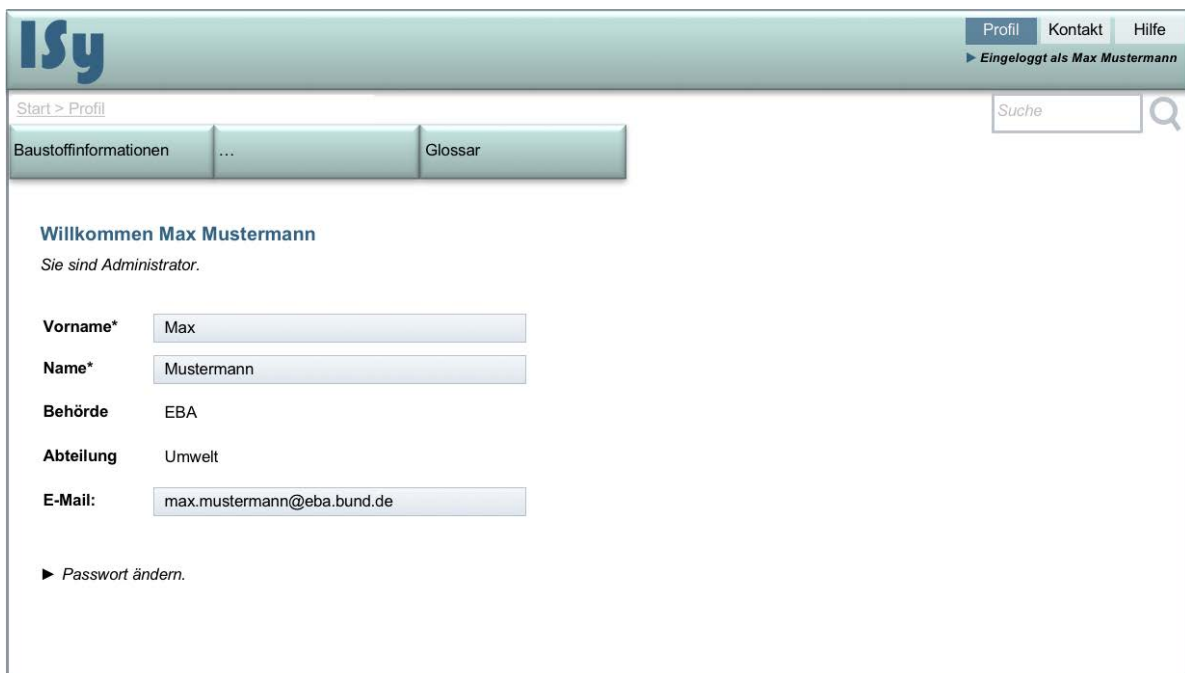 ISy
Profil Kontakt Hilfe
Eingeloggt als Max Mustermann
Start > Profil
Suche
Baustoffinformationen ... Glossar
Willkommen Max Mustermann
Sie sind Administrator.
Vorname* Max
Name* Mustermann
Behörde EBA
Abteilung Umwelt
E-Mail: max.mustermann@eba.bund.de
► Passwort ändern.